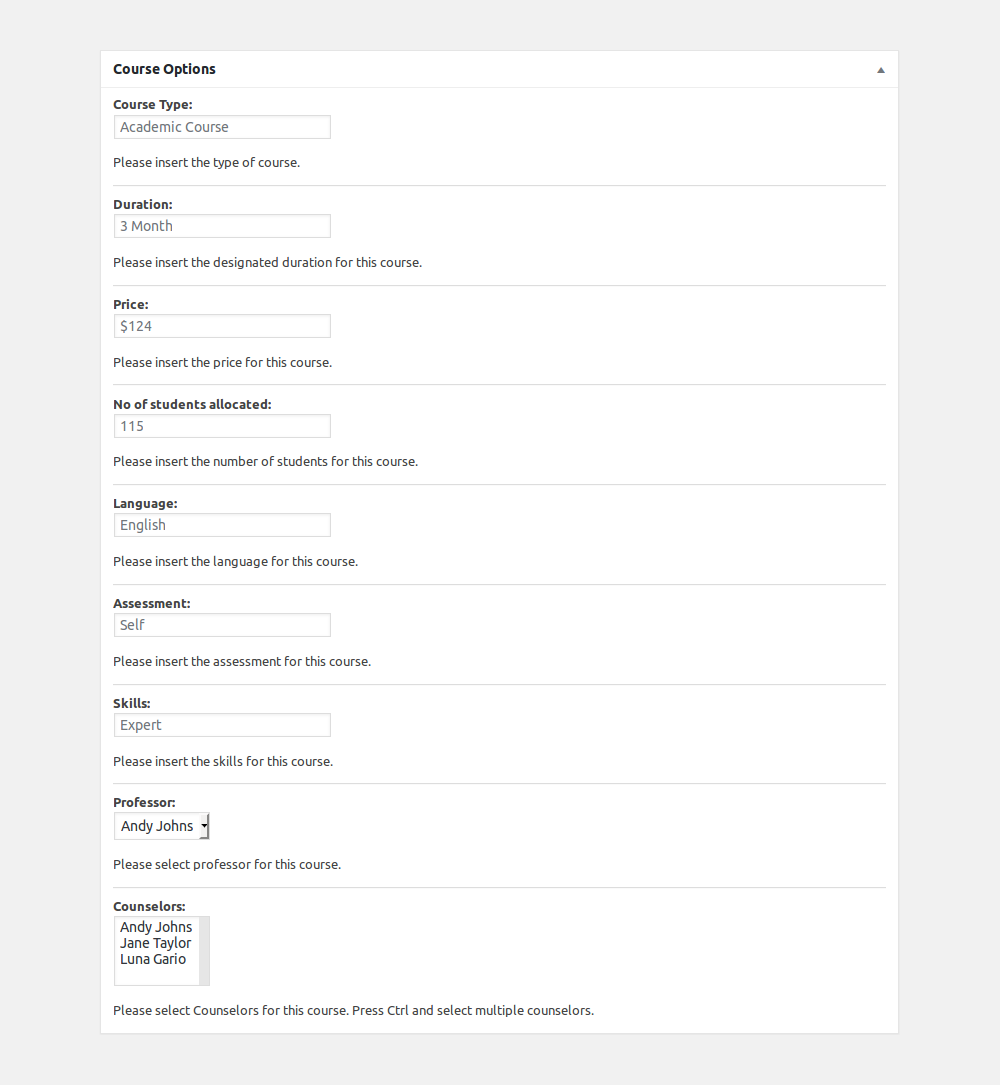 Course Options
Course Type:
Academic Course
Please insert the type of course.
Duration:
3 Month
Please insert the designated duration for this course.
Price:
$124
Please insert the price for this course.
No of students allocated:
115
Please insert the number of students for this course.
Language:
English
Please insert the language for this course.
Assessment:
Self
Please insert the assessment for this course.
Skills:
Expert
Please insert the skills for this course.
Professor:
Andy Johns
Please select professor for this course.
Counselors:
Andy Johns
Jane Taylor
Luna Gario
Please select Counselors for this course. Press Ctrl and select multiple counselors.